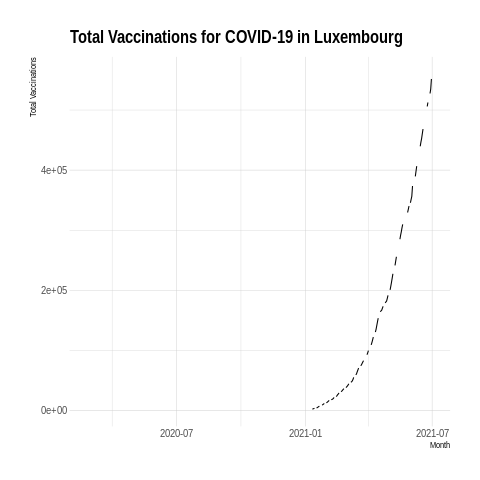 Total Vaccinations for COVID-19 in Luxembourg
Total Vaccinations
4e+05
2e+05
0e+00
2020-07
2021-01
2021-07
Month